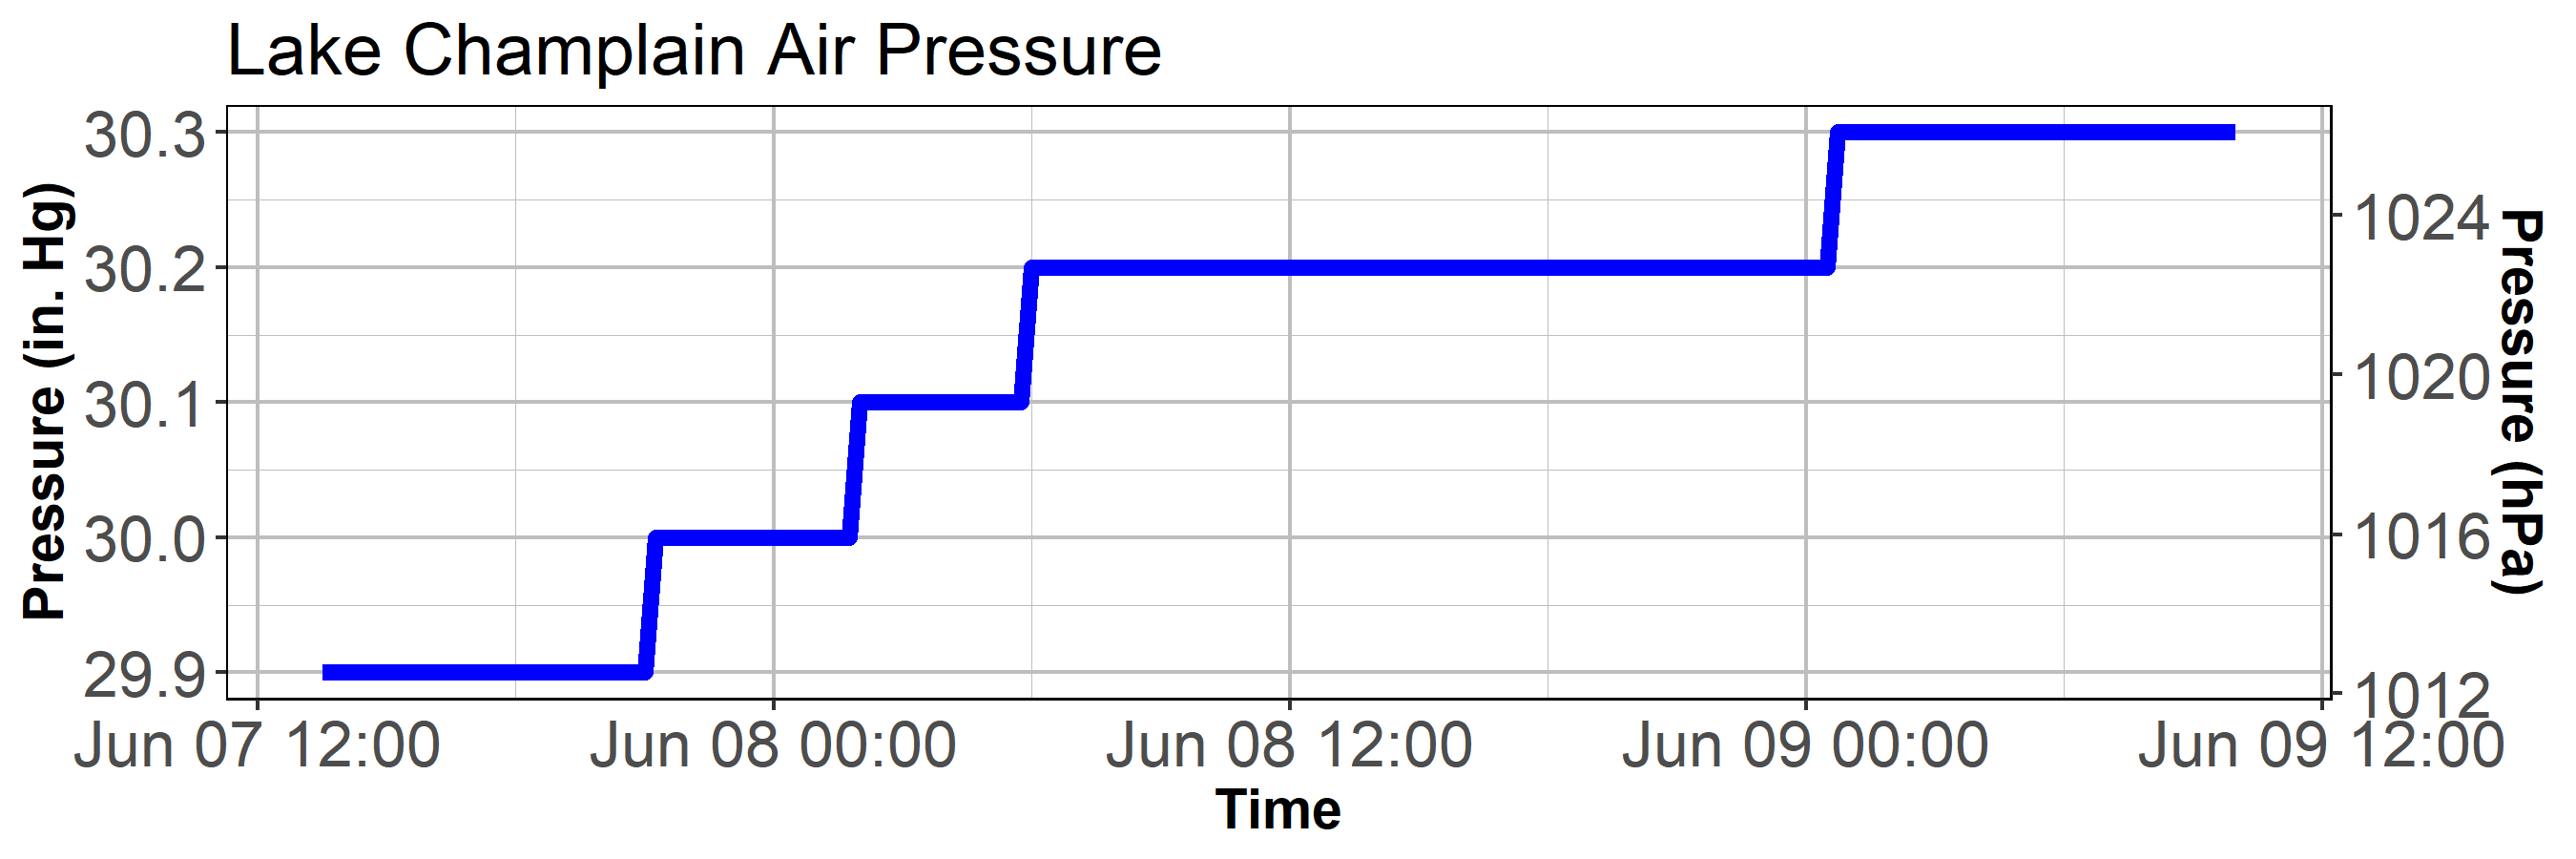 Lake Champlain Air Pressure
30.3
30.2
30.1
30.0
29.9
Pressure (in. Hg)
1024
1020
1016
1012
Pressure (hPa)
Jun 07 12:00 Jun 08 00:00 Jun 08 12:00 Jun 09 00:00 Jun 09 12:00
Time